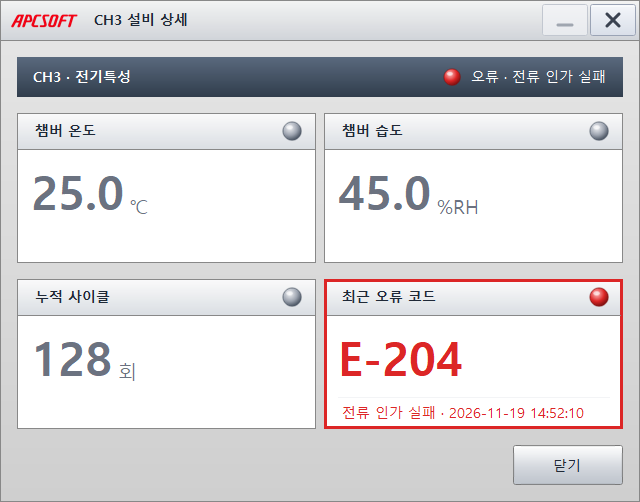 APCSOFT CH3 설비 상세
CH3 · 전기특성 오류 · 전류 인가 실패
챔버 온도
25.0 ℃
챔버 습도
45.0 %RH
누적 사이클
128 회
최근 오류 코드
E-204
전류 인가 실패 · 2026-11-19 14:52:10
닫기